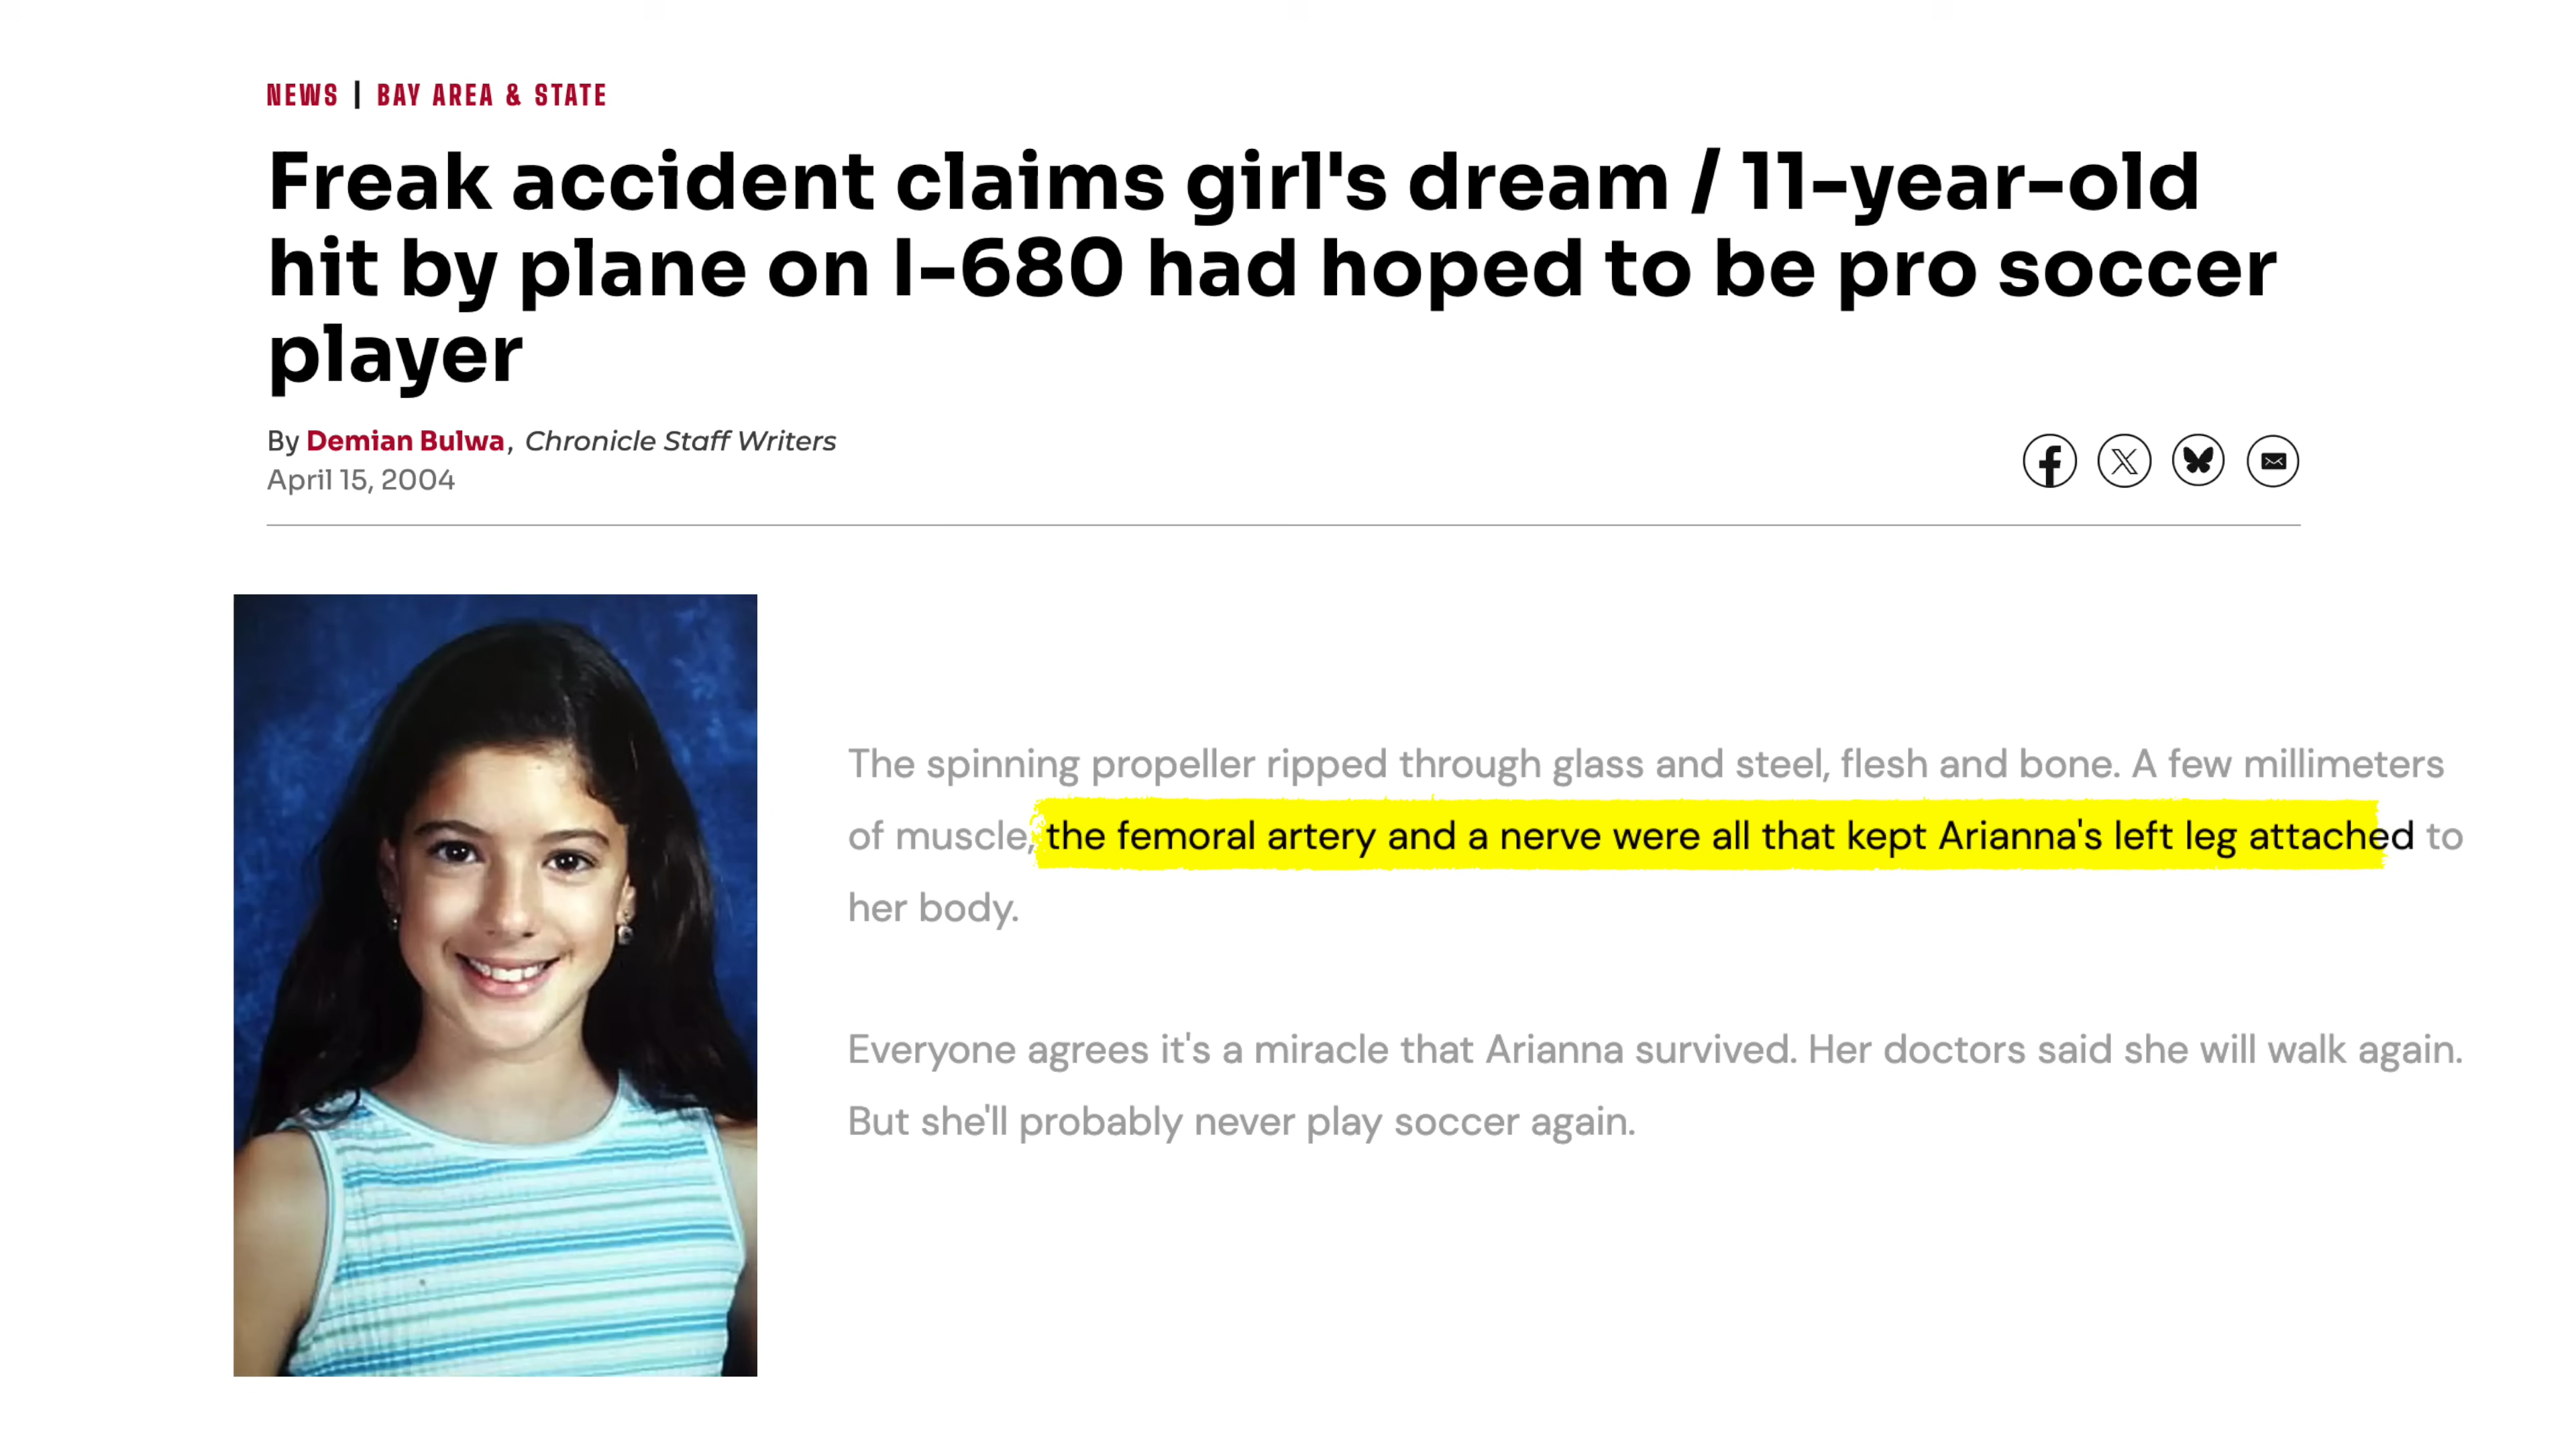 NEWS | BAY AREA & STATE
Freak accident claims girl's dream / 11-year-old
hit by plane on I-680 had hoped to be pro soccer
player
By Demian Bulwa, Chronicle Staff Writers
April 15, 2004
The spinning propeller ripped through glass and steel, flesh and bone. A few millimeters
of muscle, the femoral artery and a nerve were all that kept Arianna's left leg attached to
her body.
Everyone agrees it's a miracle that Arianna survived. Her doctors said she will walk again.
But she'll probably never play soccer again.